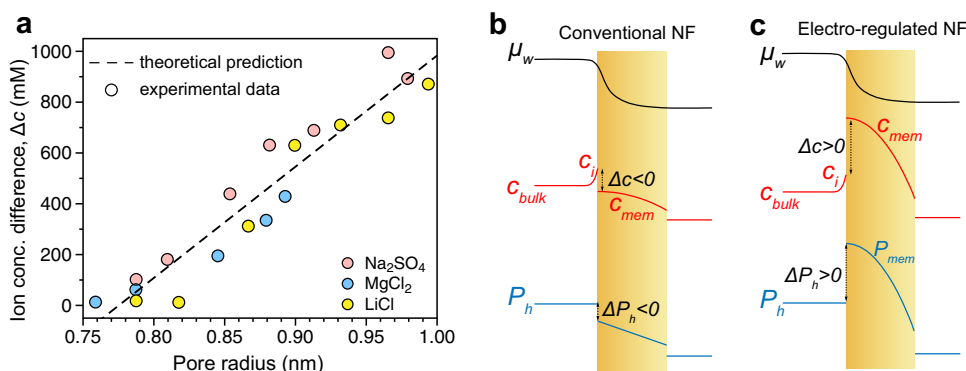 a
Ion conc. difference, Δc (mM)
1000
800
600
400
200
0
theoretical prediction
experimental data
Na₂SO₄
MgCl₂
LiCl
0.75
0.80
0.85
0.90
0.95
1.00
Pore radius (nm)
b
Conventional NF
μw
ci
Δc<0
cbulk
cmem
Ph
ΔPh<0
c
Electro-regulated NF
μw
cmem
Δc>0
ci
cbulk
Pmem
ΔPh>0
Ph